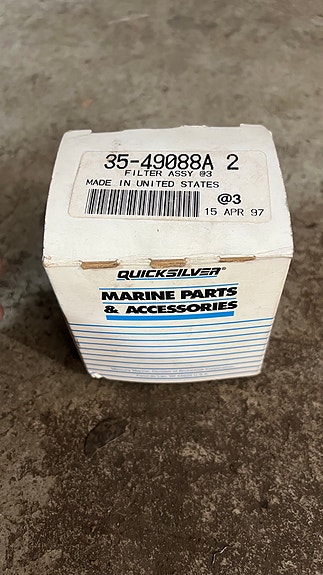 35-49088A 2
FILTER ASSY @3
MADE IN UNITED STATES
@3
15 APR 97
QUICKSILVER®
MARINE PARTS
& ACCESSORIES